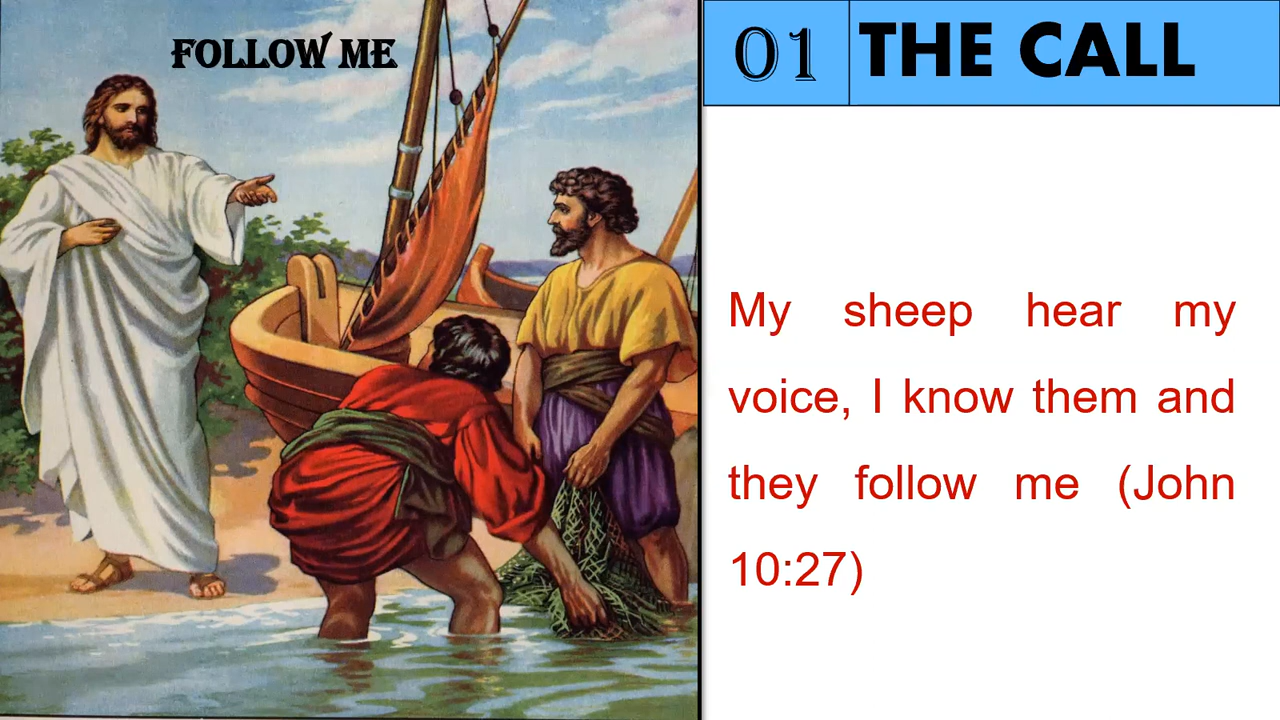 FOLLOW ME
01 THE CALL
My sheep hear my
voice, I know them and
they follow me (John
10:27)